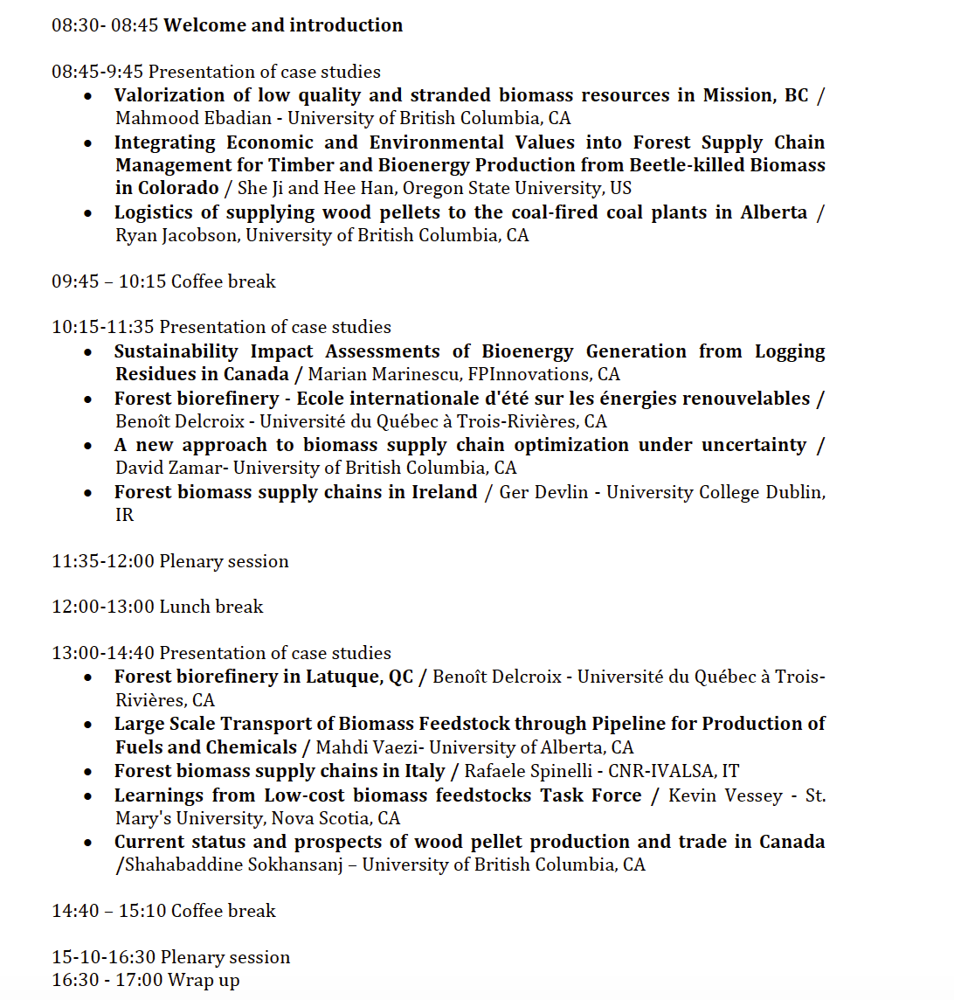 08:30- 08:45 Welcome and introduction
08:45-9:45 Presentation of case studies
• Valorization of low quality and stranded biomass resources in Mission, BC /
Mahmood Ebadian - University of British Columbia, CA
• Integrating Economic and Environmental Values into Forest Supply Chain
Management for Timber and Bioenergy Production from Beetle-killed Biomass
in Colorado / She Ji and Hee Han, Oregon State University, US
• Logistics of supplying wood pellets to the coal-fired coal plants in Alberta /
Ryan Jacobson, University of British Columbia, CA
09:45 – 10:15 Coffee break
10:15-11:35 Presentation of case studies
• Sustainability Impact Assessments of Bioenergy Generation from Logging
Residues in Canada / Marian Marinescu, FPInnovations, CA
• Forest biorefinery - Ecole internationale d'été sur les énergies renouvelables /
Benoît Delcroix - Université du Québec à Trois-Rivières, CA
• A new approach to biomass supply chain optimization under uncertainty /
David Zamar- University of British Columbia, CA
• Forest biomass supply chains in Ireland / Ger Devlin - University College Dublin,
IR
11:35-12:00 Plenary session
12:00-13:00 Lunch break
13:00-14:40 Presentation of case studies
• Forest biorefinery in Latuque, QC / Benoît Delcroix - Université du Québec à Trois-
Rivières, CA
• Large Scale Transport of Biomass Feedstock through Pipeline for Production of
Fuels and Chemicals / Mahdi Vaezi- University of Alberta, CA
• Forest biomass supply chains in Italy / Rafaele Spinelli - CNR-IVALSA, IT
• Learnings from Low-cost biomass feedstocks Task Force / Kevin Vessey - St.
Mary's University, Nova Scotia, CA
• Current status and prospects of wood pellet production and trade in Canada
/Shahabaddine Sokhansanj – University of British Columbia, CA
14:40 – 15:10 Coffee break
15-10-16:30 Plenary session
16:30 - 17:00 Wrap up